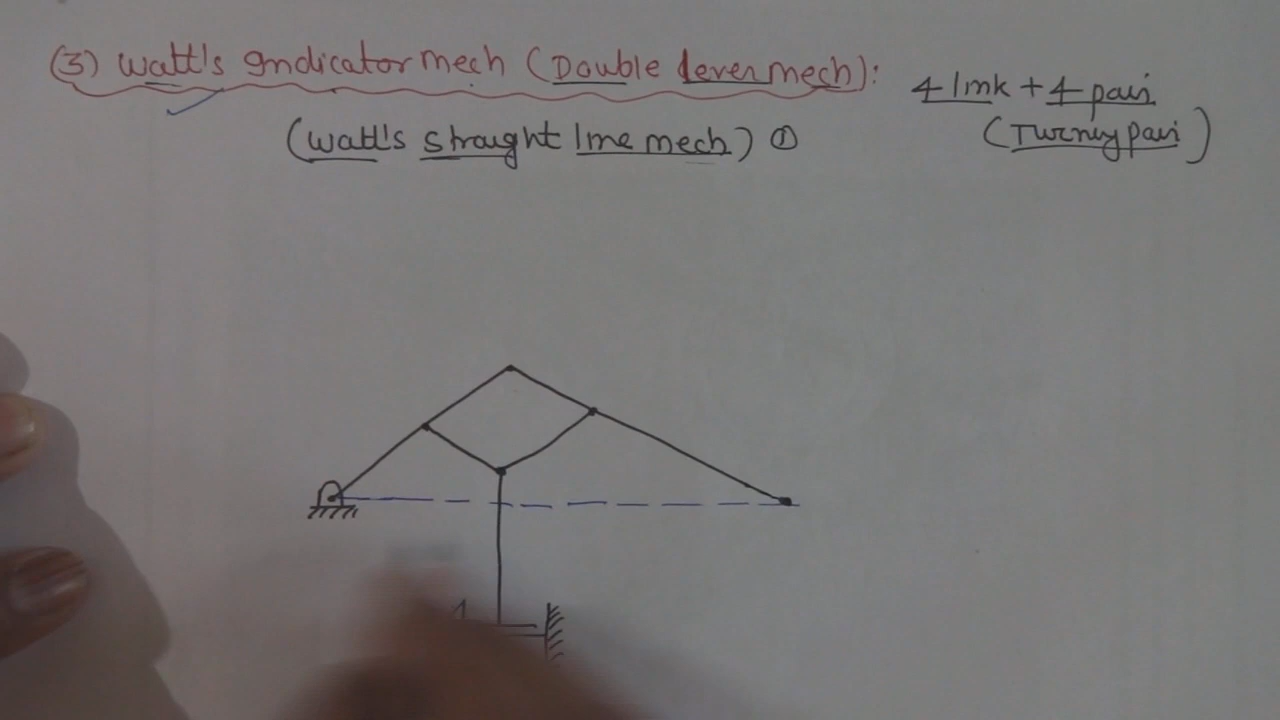 (3) Watt's Indicator mech (Double lever mech):
4 link + 4 pair
(Watt's straight line mech) ①
(Turning pair)